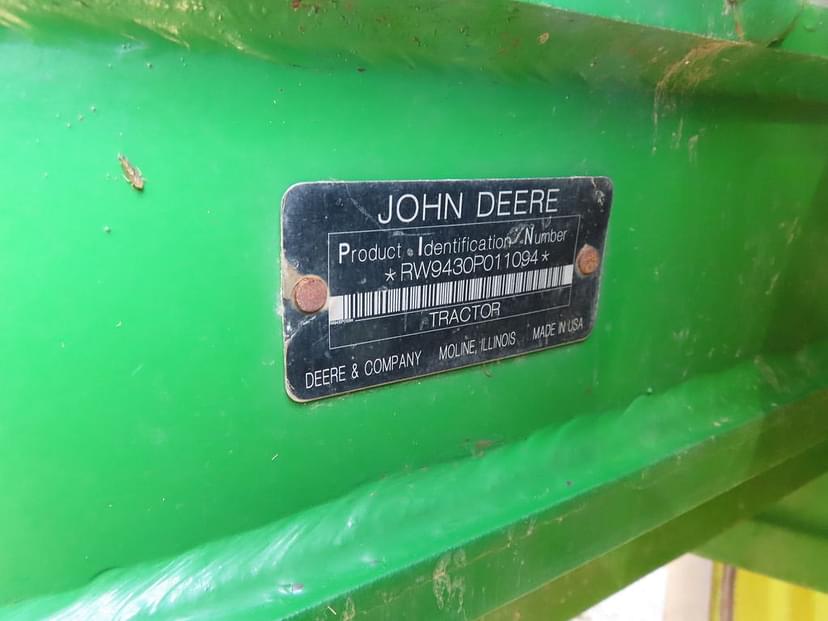 JOHN DEERE
Product Identification Number
*RW9430P011094*
TRACTOR
DEERE & COMPANY MOLINE, ILLINOIS MADE IN USA